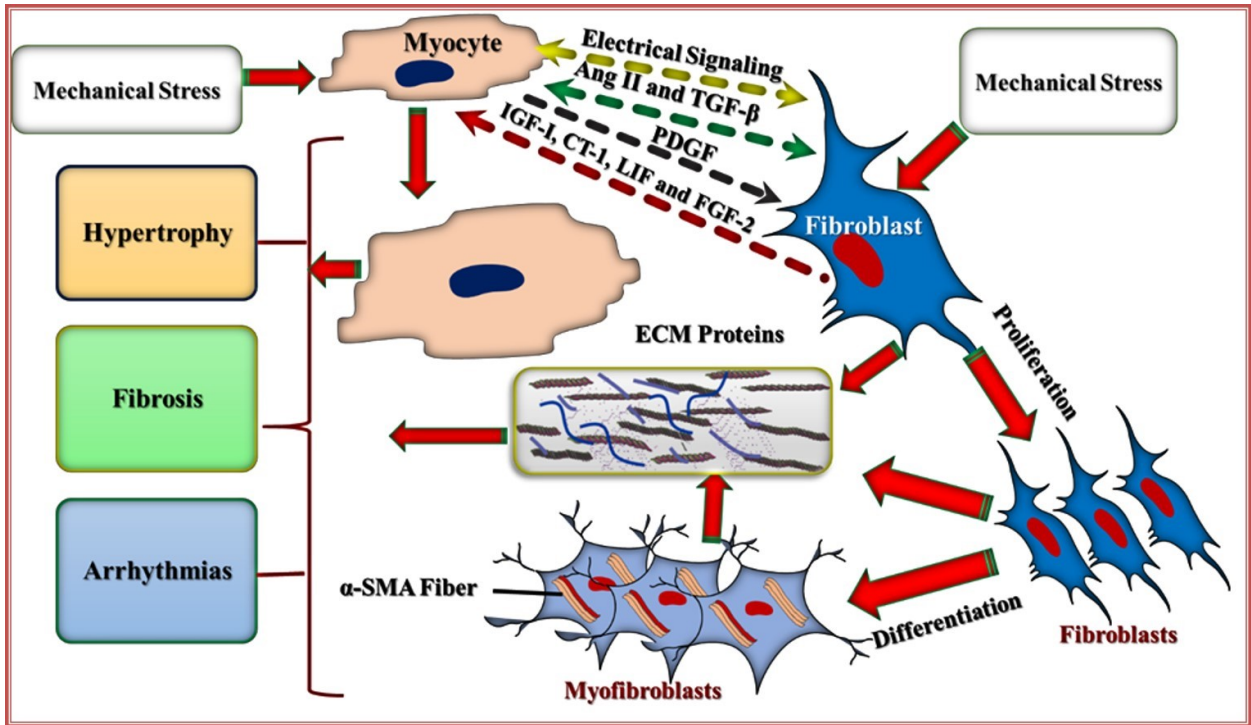 Mechanical Stress
Myocyte
Electrical Signaling
Ang II and TGF-β
PDGF
IGF-I, CT-1, LIF and FGF-2
Mechanical Stress
Fibroblast
Hypertrophy
Fibrosis
Arrhythmias
ECM Proteins
Proliferation
α-SMA Fiber
Myofibroblasts
Differentiation
Fibroblasts